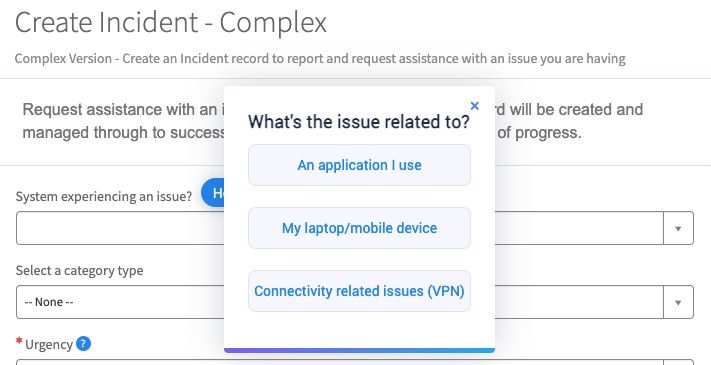 Create Incident - Complex
Complex Version - Create an Incident record to report and request assistance with an issue you are having
Request assistance with an i
rd will be created and
managed through to success
of progress.
×
What's the issue related to?
An application I use
My laptop/mobile device
Connectivity related issues (VPN)
System experiencing an issue?
Select a category type
-- None --
* Urgency ?